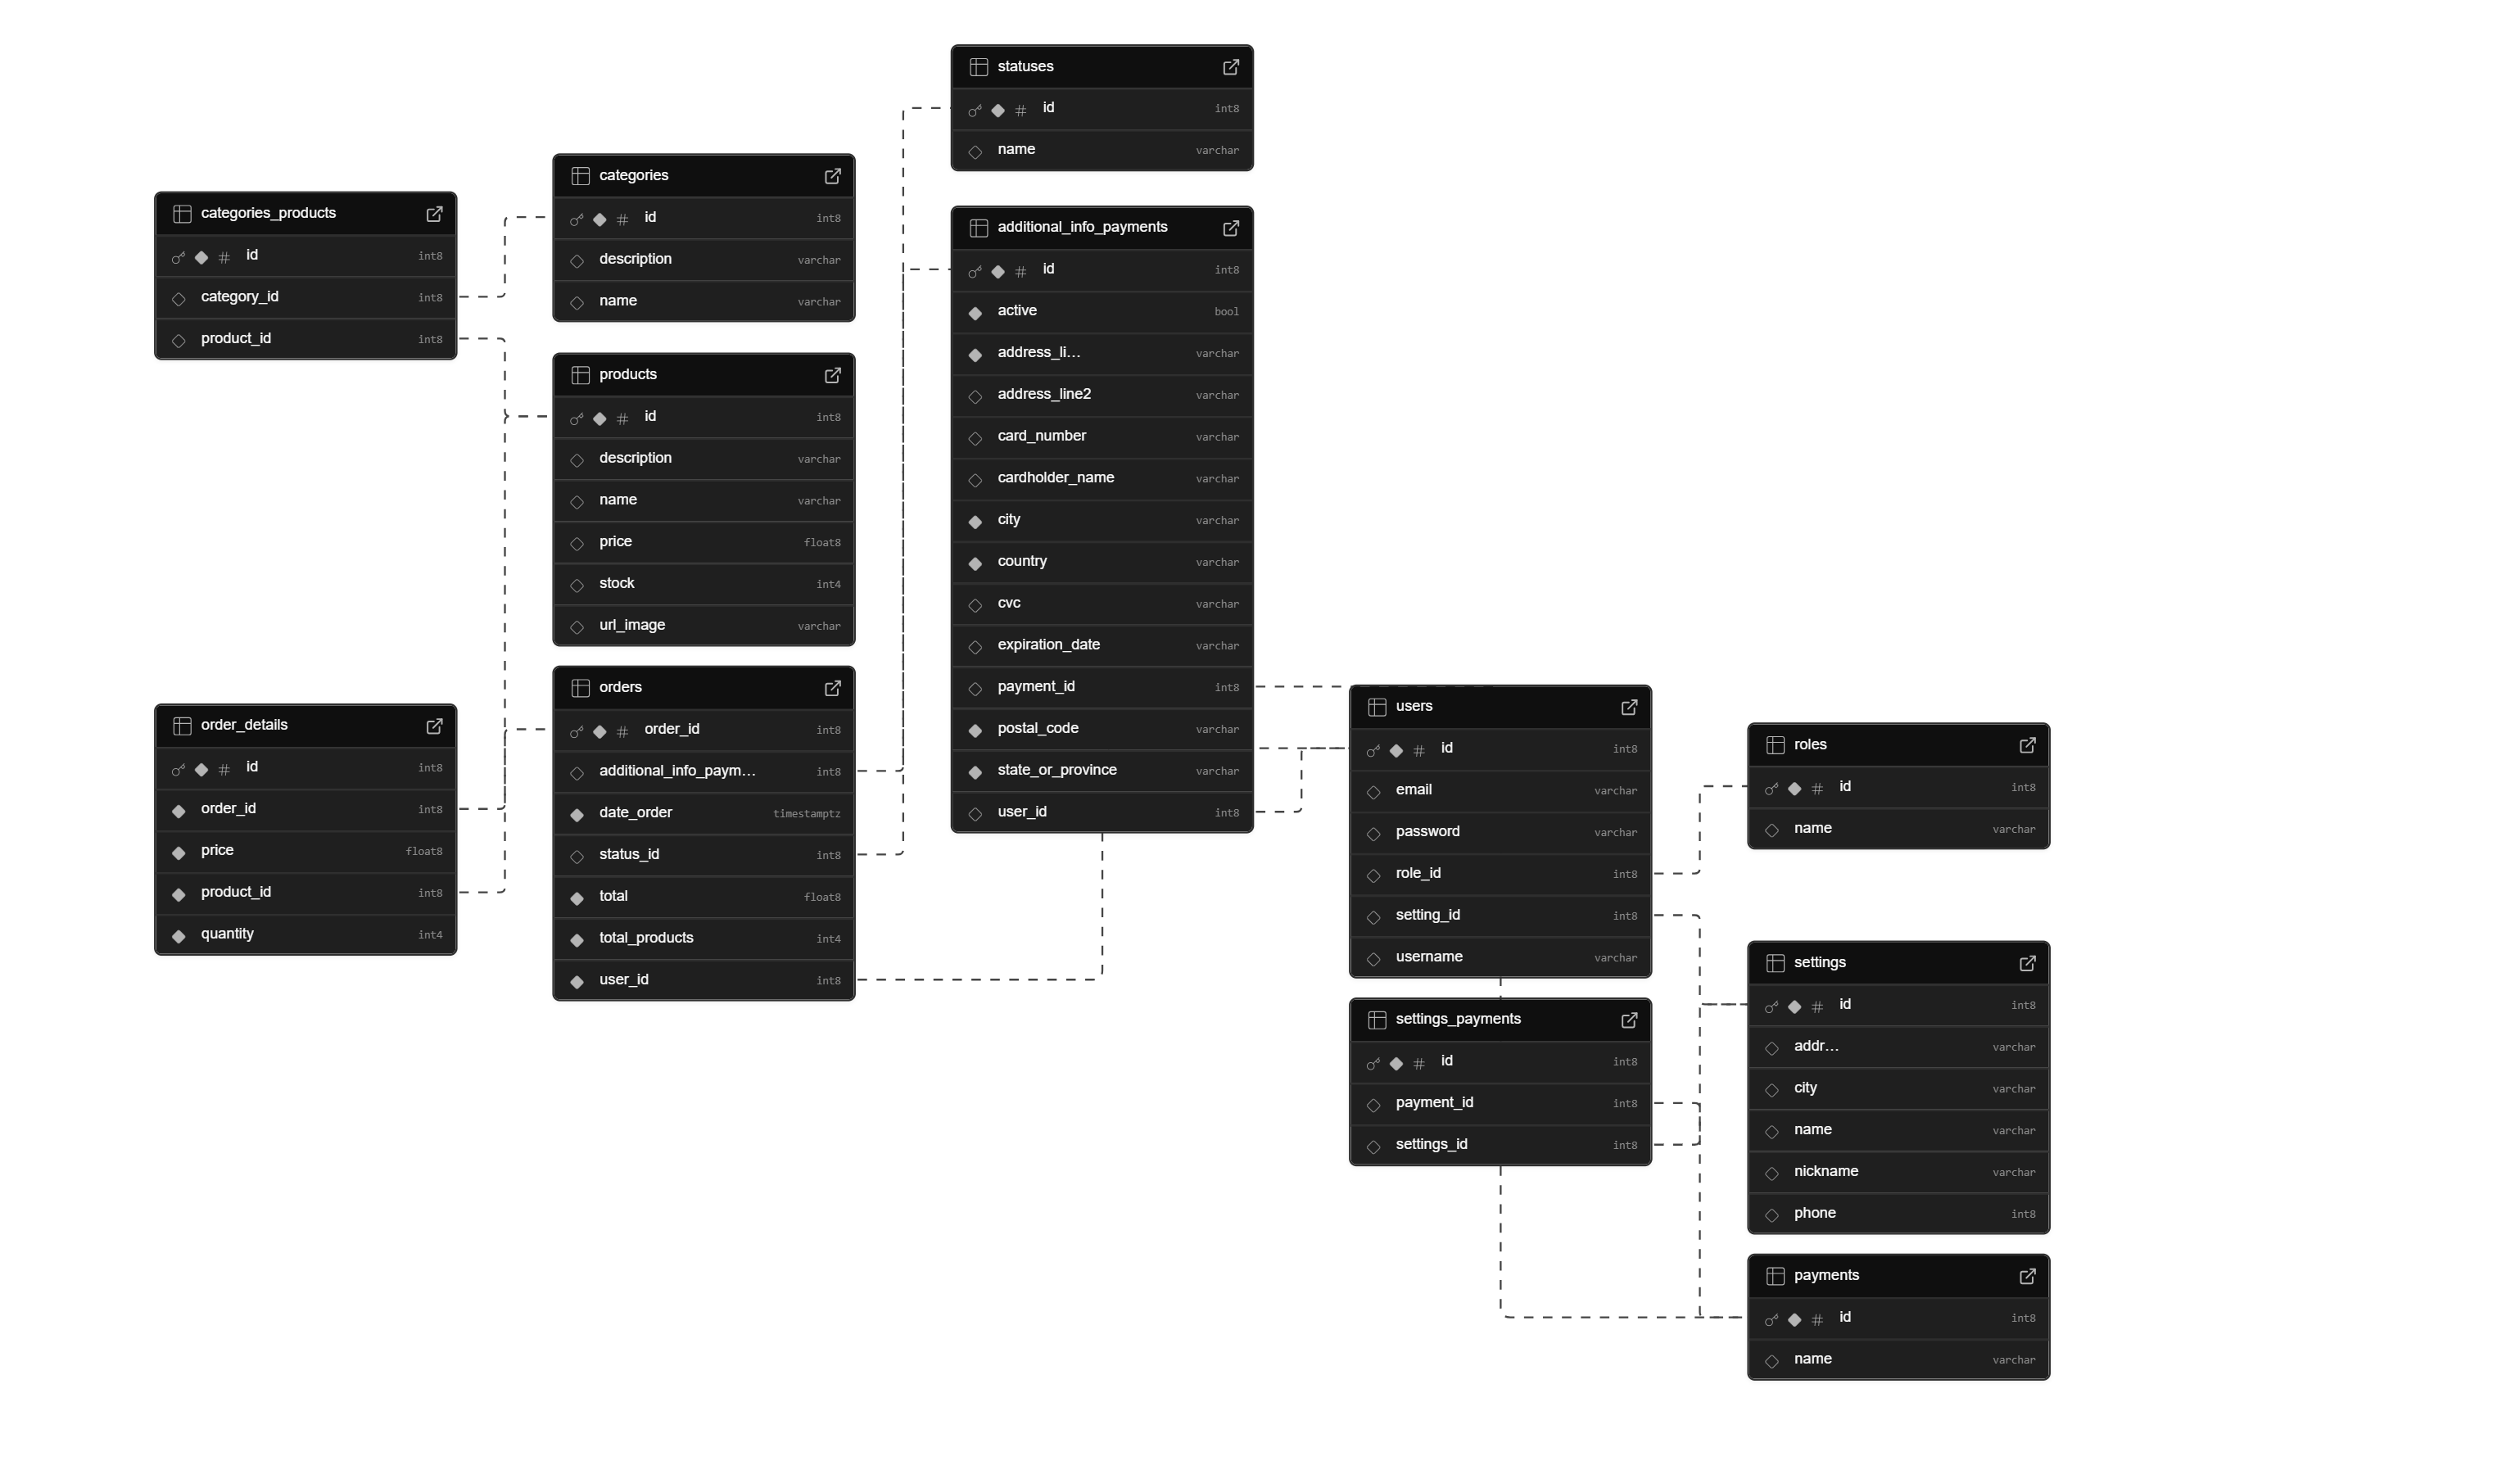 statuses
id int8
name varchar
categories
id int8
description varchar
name varchar
categories_products
id int8
category_id int8
product_id int8
additional_info_payments
id int8
active bool
address_li... varchar
address_line2 varchar
card_number varchar
cardholder_name varchar
city varchar
country varchar
cvc varchar
expiration_date varchar
payment_id int8
postal_code varchar
state_or_province varchar
user_id int8
products
id int8
description varchar
name varchar
price float8
stock int4
url_image varchar
orders
order_id int8
additional_info_paym... int8
date_order timestamptz
status_id int8
total float8
total_products int4
user_id int8
order_details
id int8
order_id int8
price float8
product_id int8
quantity int4
users
id int8
email varchar
password varchar
role_id int8
setting_id int8
username varchar
roles
id int8
name varchar
settings
id int8
addr... varchar
city varchar
name varchar
nickname varchar
phone int8
settings_payments
id int8
payment_id int8
settings_id int8
payments
id int8
name varchar